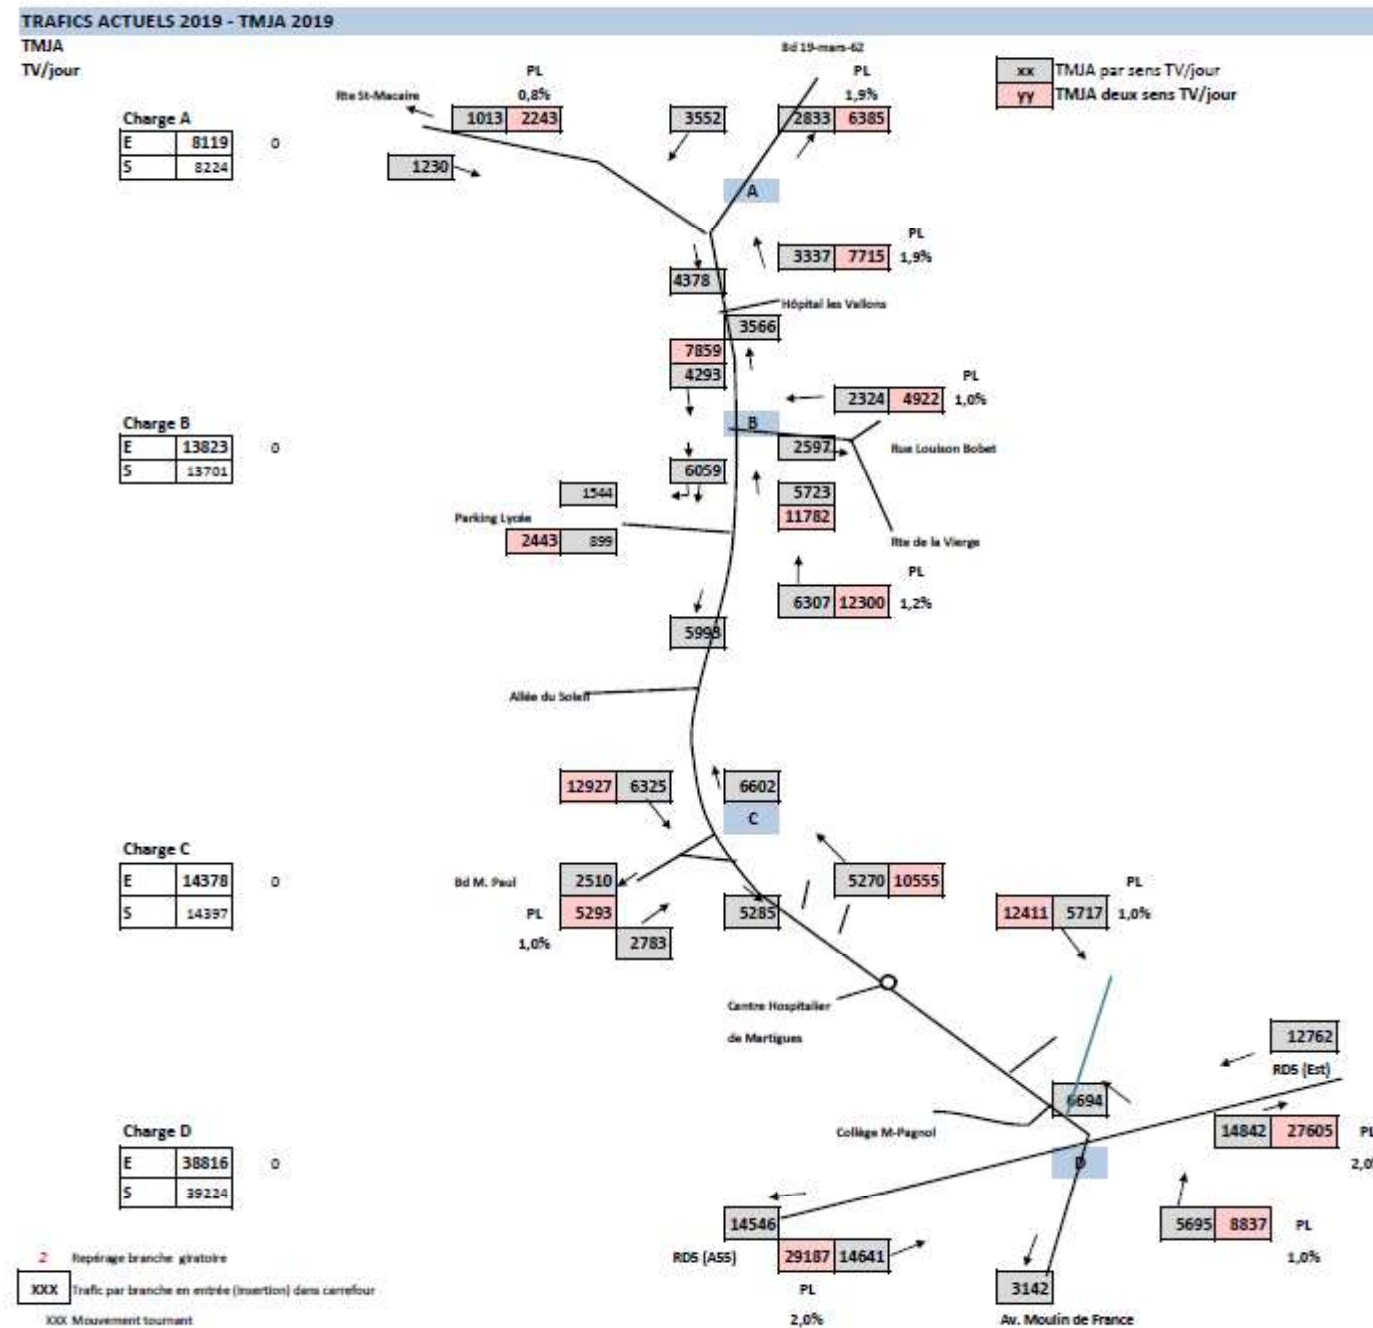 TRAFICS ACTUELS 2019 - TMJA 2019
TMJA
TV/jour
Bd 19-mars-62
xx TMJA par sens TV/jour
yy TMJA deux sens TV/jour
PL
0,8%
PL
1,9%
Rte St-Macaire
1013 2243
3552
2833 6385
Charge A
E 8119 0
S 8224
1230
A
PL
3337 7715 1,9%
4378
Hôpital les Vallons
3566
7859
4293
PL
2324 4922 1,0%
Charge B
E 13823 0
S 13701
B
2597
Rue Louison Bobet
6059
1544
5723
11782
Parking Lycée
2443 899
Rte de la Vierge
PL
6307 12300 1,2%
5993
Allée du Soleil
12927 6325
6602
C
Charge C
E 14378 0
S 14397
Bd M. Paul
2510
PL
5293
1,0%
2783
5285
5270 10555
PL
12411 5717 1,0%
Centre Hospitalier
de Martigues
12762
RD5 (Est)
6694
Collège M-Pagnol
14842 27605 PL
2,0%
Charge D
E 38816 0
S 39224
D
14546
RD5 (A55)
29187 14641
PL
2,0%
5695 8837 PL
1,0%
3142
Av. Moulin de France
2 Repérage branche giratoire
XXX Trafic par branche en entrée (insertion) dans carrefour
XXX Mouvement tournant